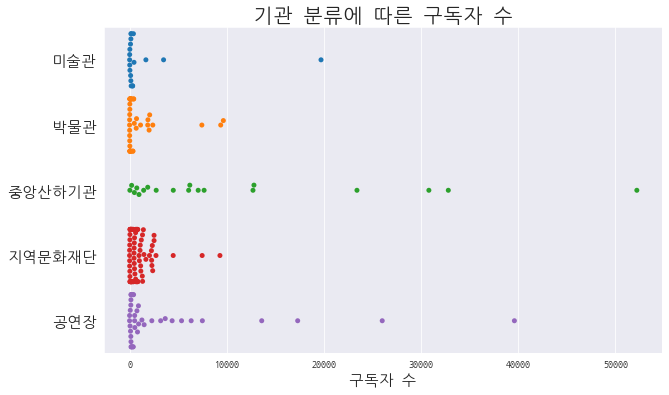 기관 분류에 따른 구독자 수
미술관
박물관
중앙산하기관
지역문화재단
공연장
0 10000 20000 30000 40000 50000
구독자 수